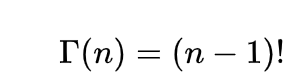 Γ(n) = (n − 1)!